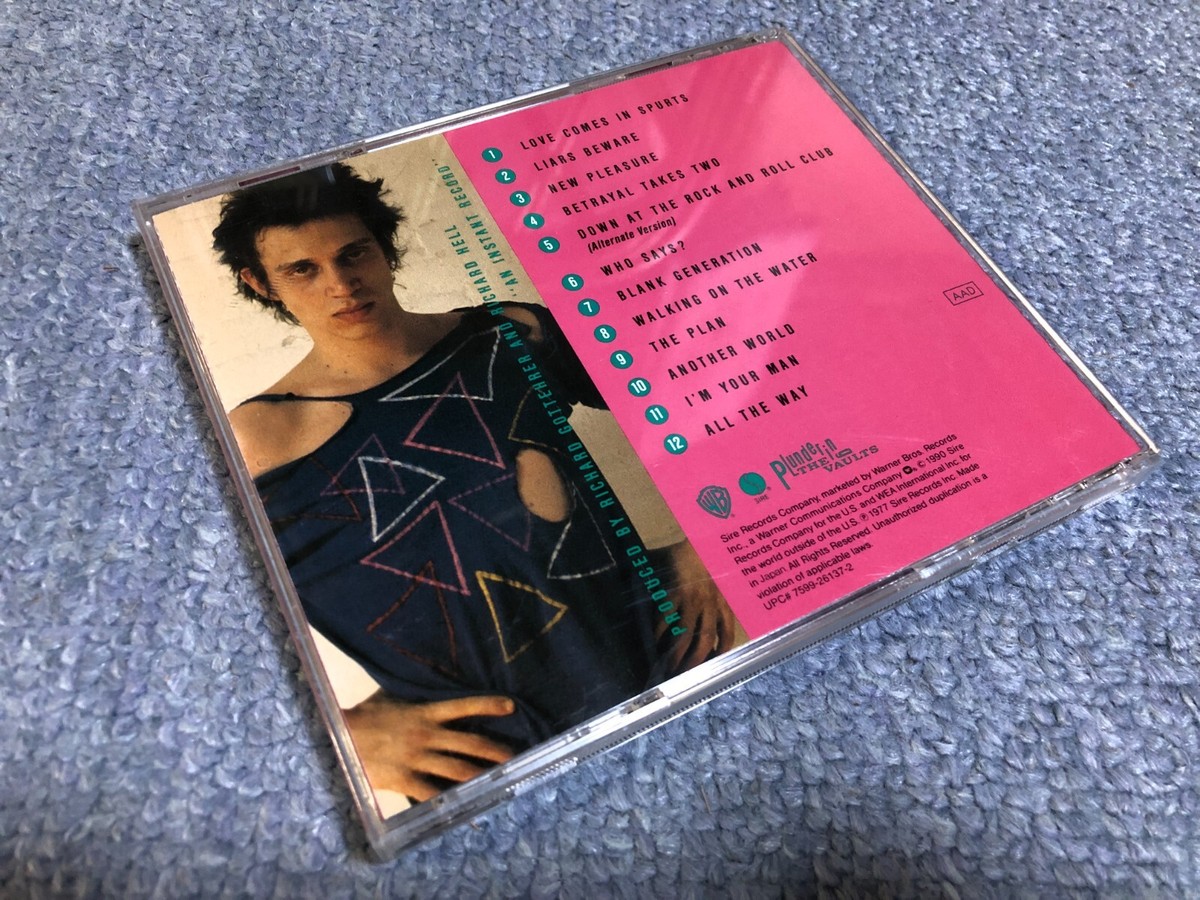 1 LOVE COMES IN SPURTS
2 LIARS BEWARE
3 NEW PLEASURE
4 BETRAYAL TAKES TWO
5 DOWN AT THE ROCK AND ROLL CLUB
(Alternate Version)
6 WHO SAYS?
7 BLANK GENERATION
8 WALKING ON THE WATER
9 THE PLAN
10 ANOTHER WORLD
11 I'M YOUR MAN
12 ALL THE WAY
AAD
PRODUCED BY RICHARD GOTTEHRER AND RICHARD HELL "AN INSTANT RECORD"
WB
SIRE
Plunderin
THE
VAULTS
Sire Records Company, marketed by Warner Bros. Records
Inc., a Warner Communications Company, © 1990 Sire
Records Company for the U.S. and WEA International Inc. for
the world outside of the U.S. ℗ 1977 Sire Records Inc. Made
in Japan. All Rights Reserved. Unauthorized duplication is a
violation of applicable laws.
UPC# 7599-26137-2